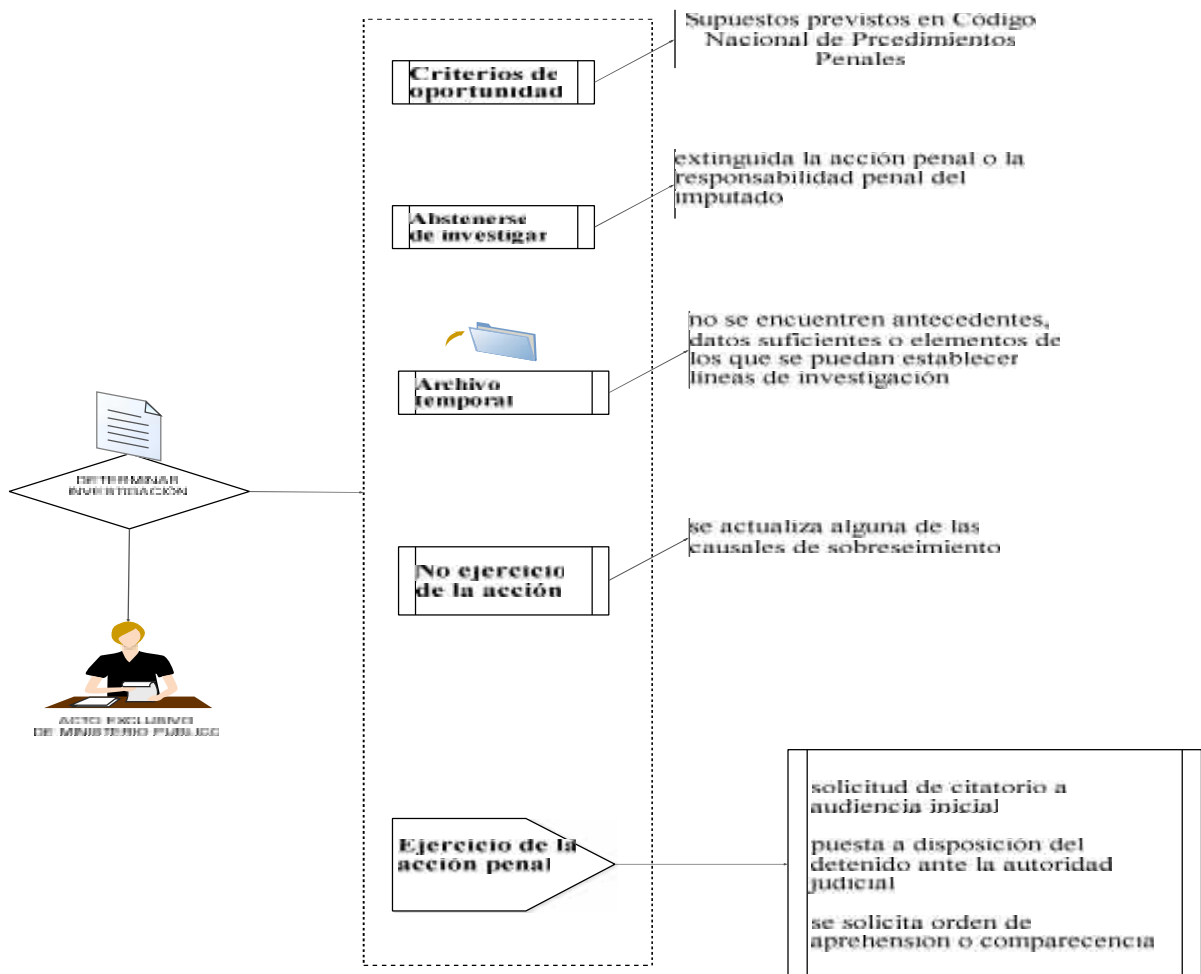 Supuestos previstos en Código
Nacional de Prcedimientos
Penales
Criterios de
oportunidad
extinguida la acción penal o la
responsabilidad penal del
imputado
Abstenerse
de investigar
no se encuentren antecedentes,
datos suficientes o elementos de
los que se puedan establecer
líneas de investigación
Archivo
temporal
DETERMINAR
INVESTIGACIÓN
se actualiza alguna de las
causales de sobreseimiento
No ejercicio
de la acción
ACTO EXCLUSIVO
DE MINISTERIO PÚBLICO
Ejercicio de la
acción penal
solicitud de citatorio a
audiencia inicial
puesta a disposición del
detenido ante la autoridad
judicial
se solicita orden de
aprehensión o comparecencia